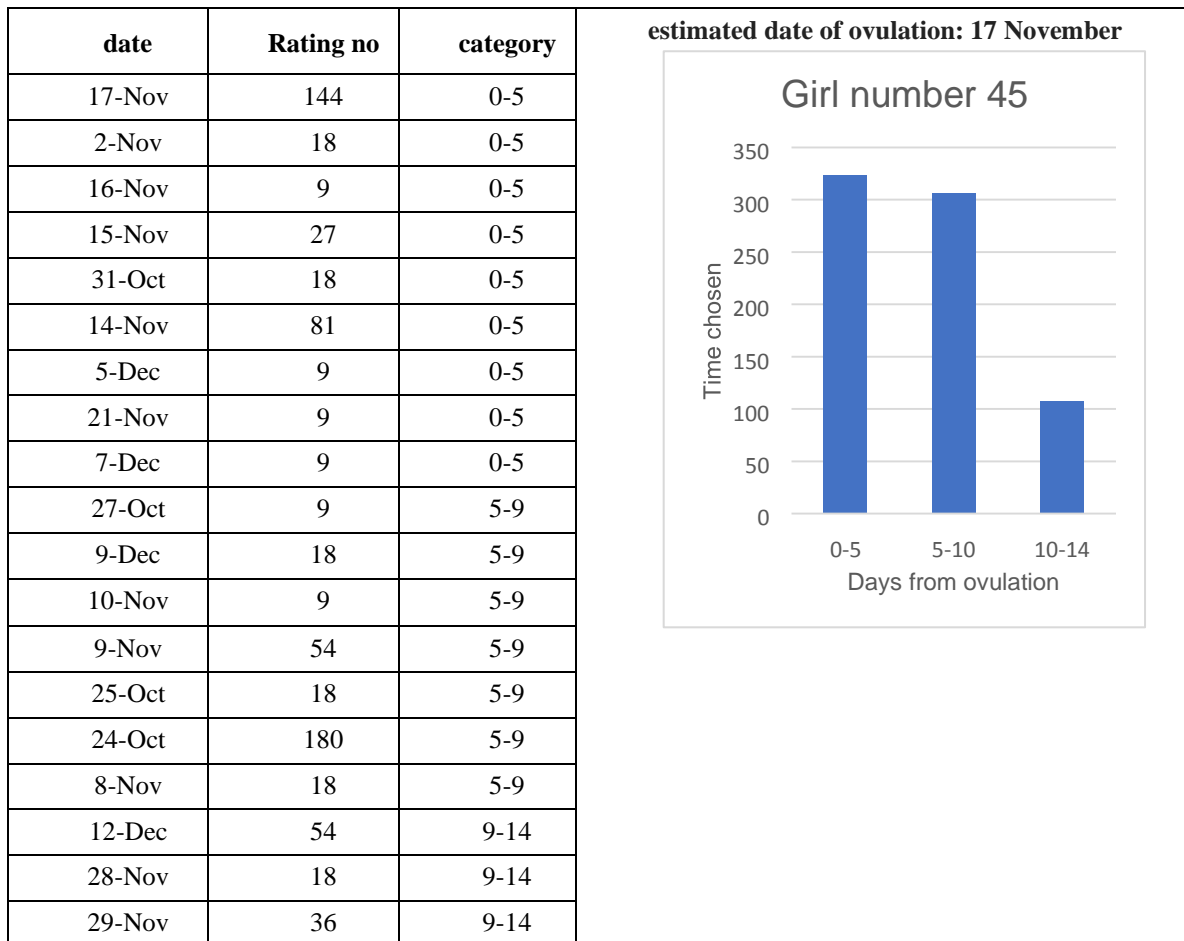 date Rating no category
17-Nov 144 0-5
2-Nov 18 0-5
16-Nov 9 0-5
15-Nov 27 0-5
31-Oct 18 0-5
14-Nov 81 0-5
5-Dec 9 0-5
21-Nov 9 0-5
7-Dec 9 0-5
27-Oct 9 5-9
9-Dec 18 5-9
10-Nov 9 5-9
9-Nov 54 5-9
25-Oct 18 5-9
24-Oct 180 5-9
8-Nov 18 5-9
12-Dec 54 9-14
28-Nov 18 9-14
29-Nov 36 9-14
estimated date of ovulation: 17 November
Girl number 45
Time chosen
350
300
250
200
150
100
50
0
0-5 5-10 10-14
Days from ovulation